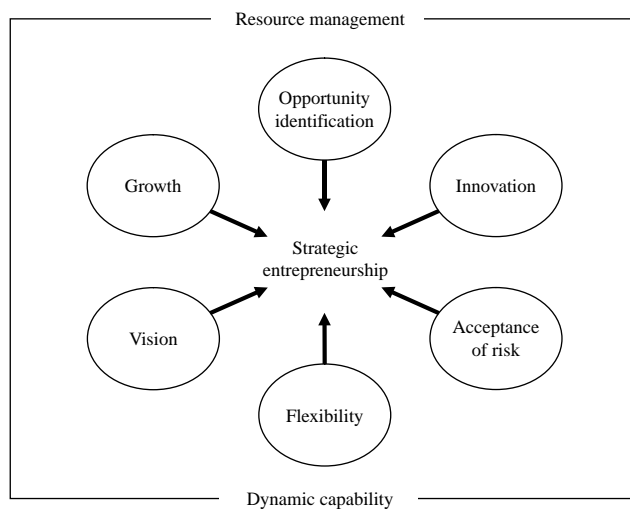 Resource management
Opportunity
identification
Growth
Innovation
Strategic
entrepreneurship
Vision
Acceptance
of risk
Flexibility
Dynamic capability